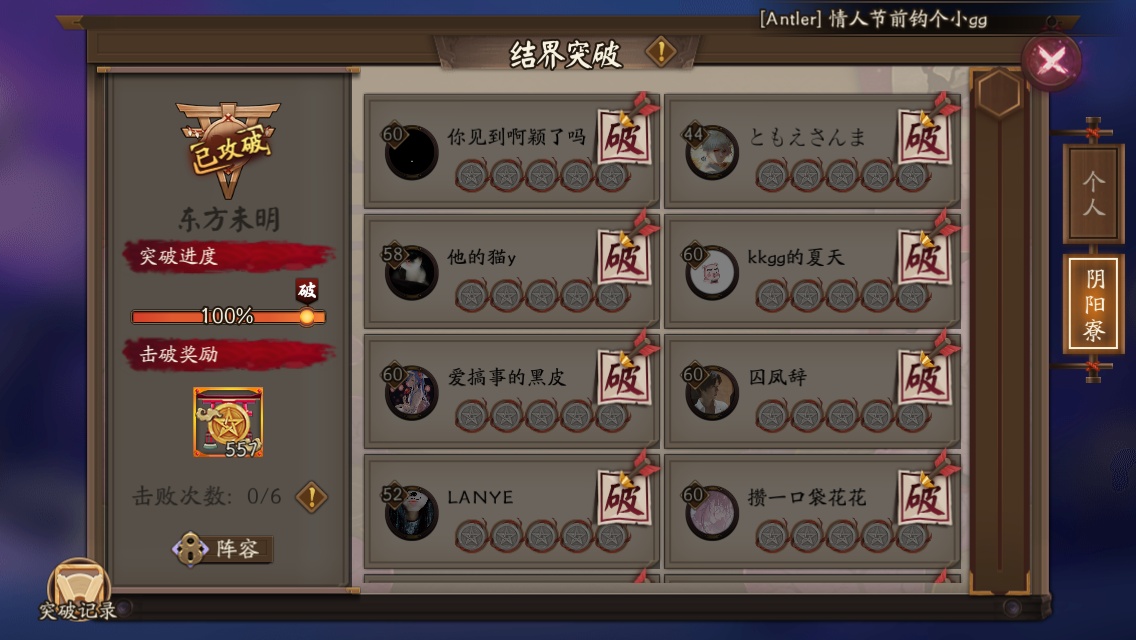 [Antler] 情人节前钩个小gg
结界突破
已攻破
东方未明
突破进度
破
100%
击破奖励
557
击败次数: 0/6
阵容
突破记录
60 你见到啊颖了吗 破
44 ともえさんま 破
58 他的猫y 破
60 kkgg的夏天 破
60 爱搞事的黑皮 破
60 囚凤辞 破
52 LANYE 破
60 攒一口袋花花 破
个人
阴阳寮